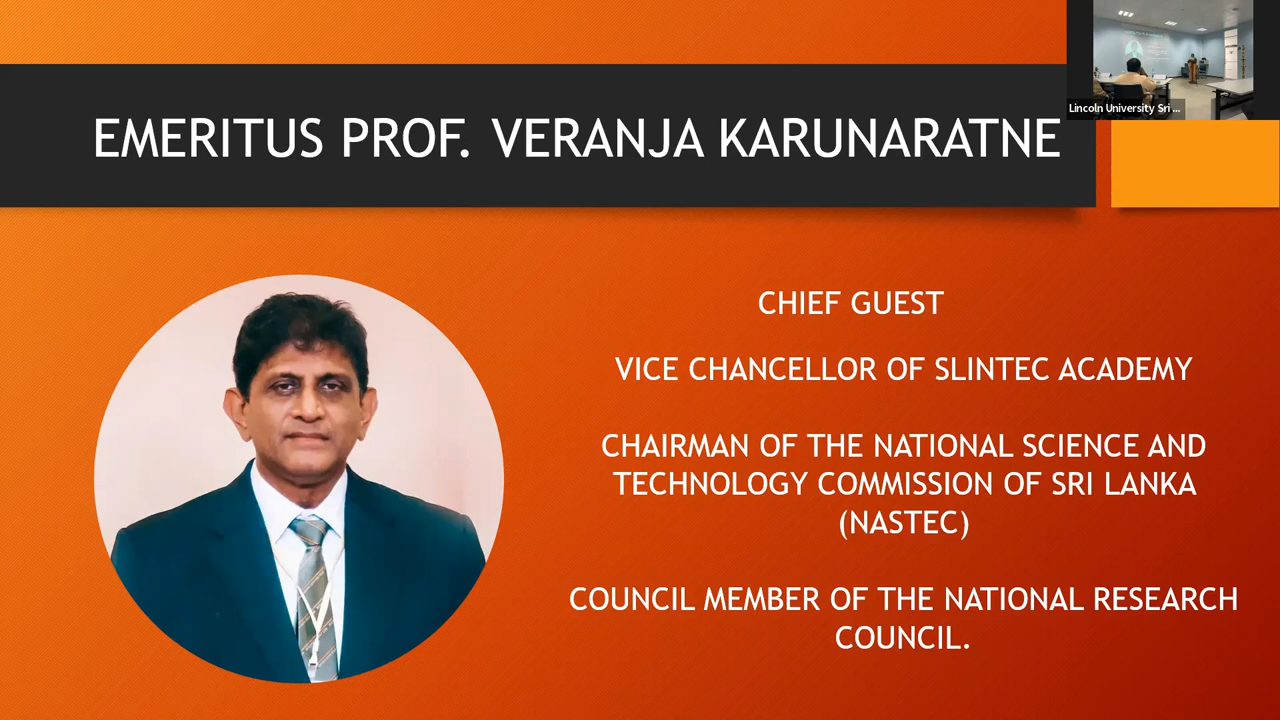 Lincoln University Sri ...
EMERITUS PROF. VERANJA KARUNARATNE
CHIEF GUEST
VICE CHANCELLOR OF SLINTEC ACADEMY
CHAIRMAN OF THE NATIONAL SCIENCE AND
TECHNOLOGY COMMISSION OF SRI LANKA
(NASTEC)
COUNCIL MEMBER OF THE NATIONAL RESEARCH
COUNCIL.